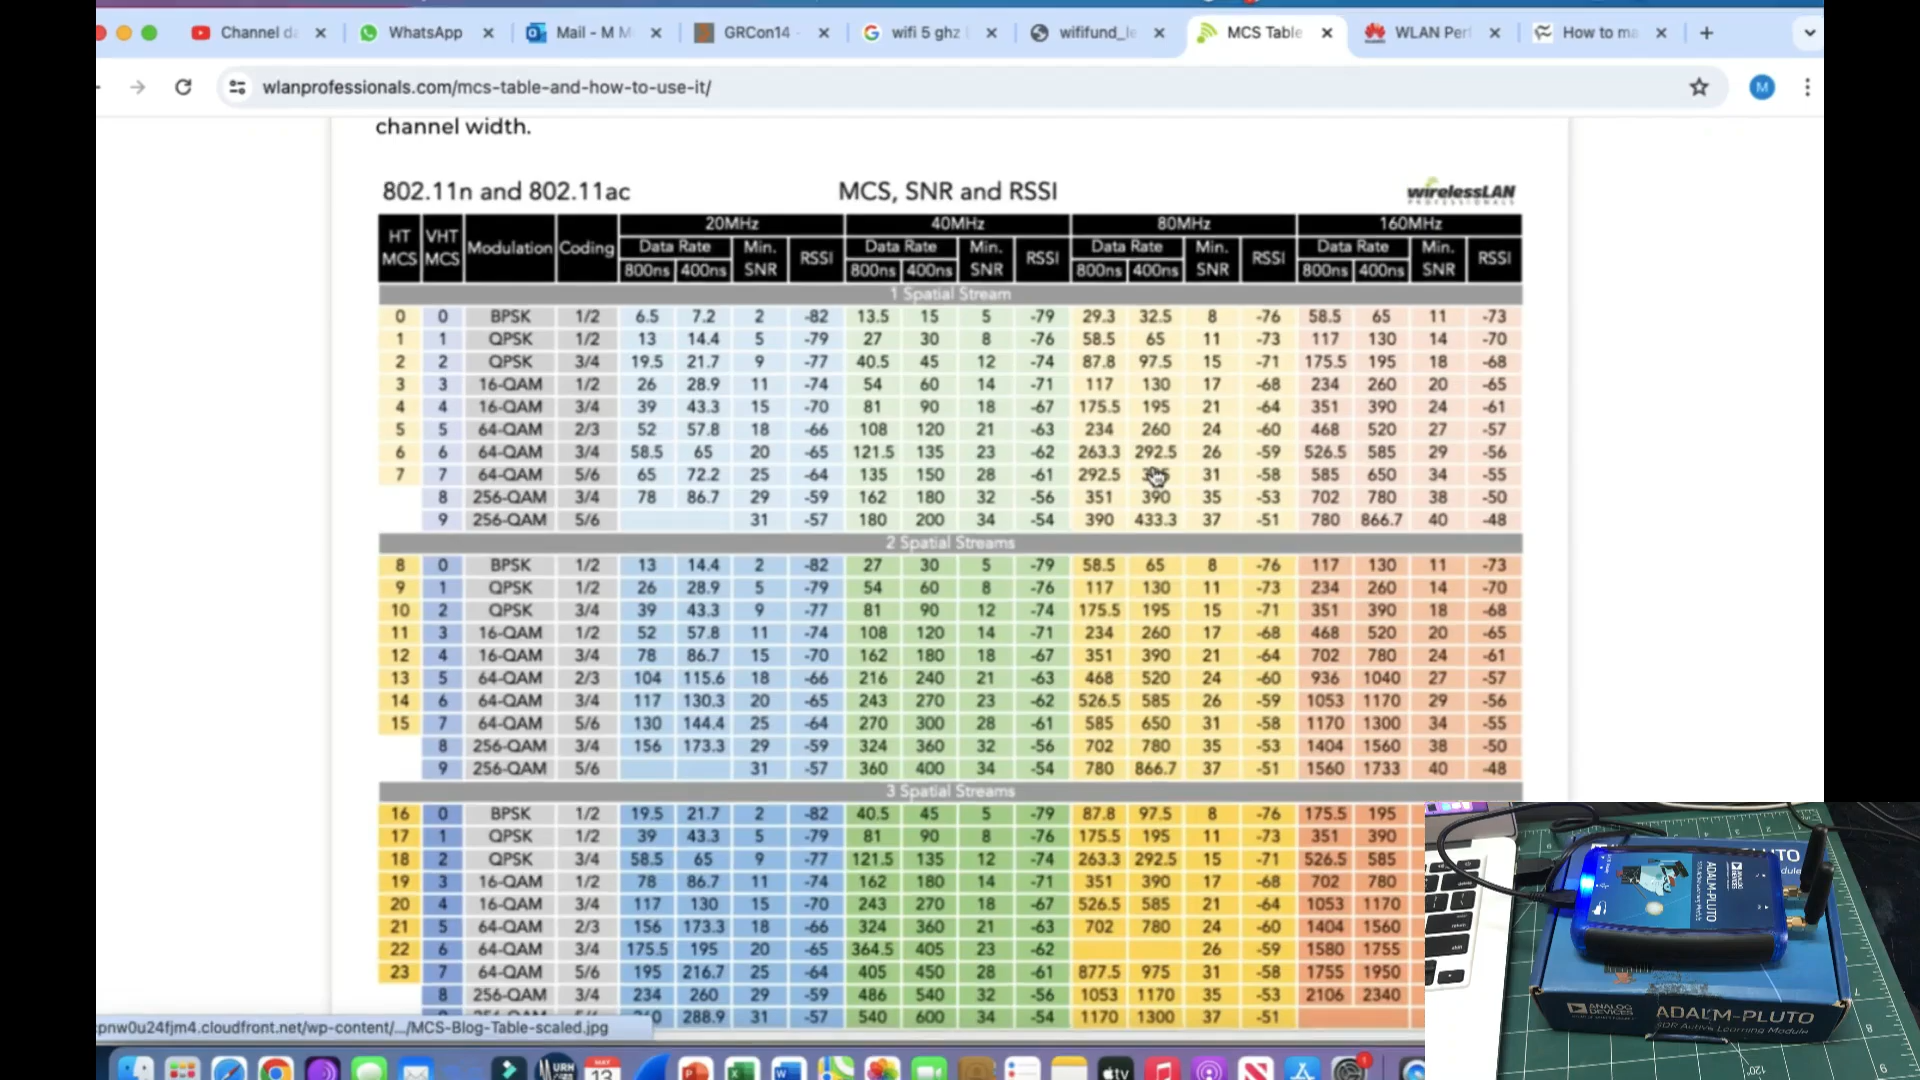 Channel da
WhatsApp
Mail - M M
GRCon14 -
wifi 5 ghz
wififund_le
MCS Table
WLAN Perf
How to ma
wlanprofessionals.com/mcs-table-and-how-to-use-it/
M
channel width.
802.11n and 802.11ac MCS, SNR and RSSI wirelessLAN PROFESSIONALS
HT MCS VHT MCS Modulation Coding 20MHz 40MHz 80MHz 160MHz
Data Rate Min. SNR RSSI Data Rate Min. SNR RSSI Data Rate Min. SNR RSSI Data Rate Min. SNR RSSI
800ns 400ns 800ns 400ns 800ns 400ns 800ns 400ns
1 Spatial Stream
0 0 BPSK 1/2 6.5 7.2 2 -82 13.5 15 5 -79 29.3 32.5 8 -76 58.5 65 11 -73
1 1 QPSK 1/2 13 14.4 5 -79 27 30 8 -76 58.5 65 11 -73 117 130 14 -70
2 2 QPSK 3/4 19.5 21.7 9 -77 40.5 45 12 -74 87.8 97.5 15 -71 175.5 195 18 -68
3 3 16-QAM 1/2 26 28.9 11 -74 54 60 14 -71 117 130 17 -68 234 260 20 -65
4 4 16-QAM 3/4 39 43.3 15 -70 81 90 18 -67 175.5 195 21 -64 351 390 24 -61
5 5 64-QAM 2/3 52 57.8 18 -66 108 120 21 -63 234 260 24 -60 468 520 27 -57
6 6 64-QAM 3/4 58.5 65 20 -65 121.5 135 23 -62 263.3 292.5 26 -59 526.5 585 29 -56
7 7 64-QAM 5/6 65 72.2 25 -64 135 150 28 -61 292.5 31 -58 585 650 34 -55
8 256-QAM 3/4 78 86.7 29 -59 162 180 32 -56 351 390 35 -53 702 780 38 -50
9 256-QAM 5/6 31 -57 180 200 34 -54 390 433.3 37 -51 780 866.7 40 -48
2 Spatial Streams
8 0 BPSK 1/2 13 14.4 2 -82 27 30 5 -79 58.5 65 8 -76 117 130 11 -73
9 1 QPSK 1/2 26 28.9 5 -79 54 60 8 -76 117 130 11 -73 234 260 14 -70
10 2 QPSK 3/4 39 43.3 9 -77 81 90 12 -74 175.5 195 15 -71 351 390 18 -68
11 3 16-QAM 1/2 52 57.8 11 -74 108 120 14 -71 234 260 17 -68 468 520 20 -65
12 4 16-QAM 3/4 78 86.7 15 -70 162 180 18 -67 351 390 21 -64 702 780 24 -61
13 5 64-QAM 2/3 104 115.6 18 -66 216 240 21 -63 468 520 24 -60 936 1040 27 -57
14 6 64-QAM 3/4 117 130.3 20 -65 243 270 23 -62 526.5 585 26 -59 1053 1170 29 -56
15 7 64-QAM 5/6 130 144.4 25 -64 270 300 28 -61 585 650 31 -58 1170 1300 34 -55
8 256-QAM 3/4 156 173.3 29 -59 324 360 32 -56 702 780 35 -53 1404 1560 38 -50
9 256-QAM 5/6 31 -57 360 400 34 -54 780 866.7 37 -51 1560 1733 40 -48
3 Spatial Streams
16 0 BPSK 1/2 19.5 21.7 2 -82 40.5 45 5 -79 87.8 97.5 8 -76 175.5 195
17 1 QPSK 1/2 39 43.3 5 -79 81 90 8 -76 175.5 195 11 -73 351 390
18 2 QPSK 3/4 58.5 65 9 -77 121.5 135 12 -74 263.3 292.5 15 -71 526.5 585
19 3 16-QAM 1/2 78 86.7 11 -74 162 180 14 -71 351 390 17 -68 702 780
20 4 16-QAM 3/4 117 130 15 -70 243 270 18 -67 526.5 585 21 -64 1053 1170
21 5 64-QAM 2/3 156 173.3 18 -66 324 360 21 -63 702 780 24 -60 1404 1560
22 6 64-QAM 3/4 175.5 195 20 -65 364.5 405 23 -62 26 -59 1580 1755
23 7 64-QAM 5/6 195 216.7 25 -64 405 450 28 -61 877.5 975 31 -58 1755 1950
8 256-QAM 3/4 234 260 29 -59 486 540 32 -56 1053 1170 35 -53 2106 2340
288.9 31 -57 540 600 34 -54 1170 1300 37 -51
pnw0u24fjm4.cloudfront.net/wp-content/.../MCS-Blog-Table-scaled.jpg
MAY
13
tv
1
ANALOG DEVICES
ADALM-PLUTO
LUTO
Module
ANALOG DEVICES
ADALM-PLUTO
SDR Active Learning Module
120°